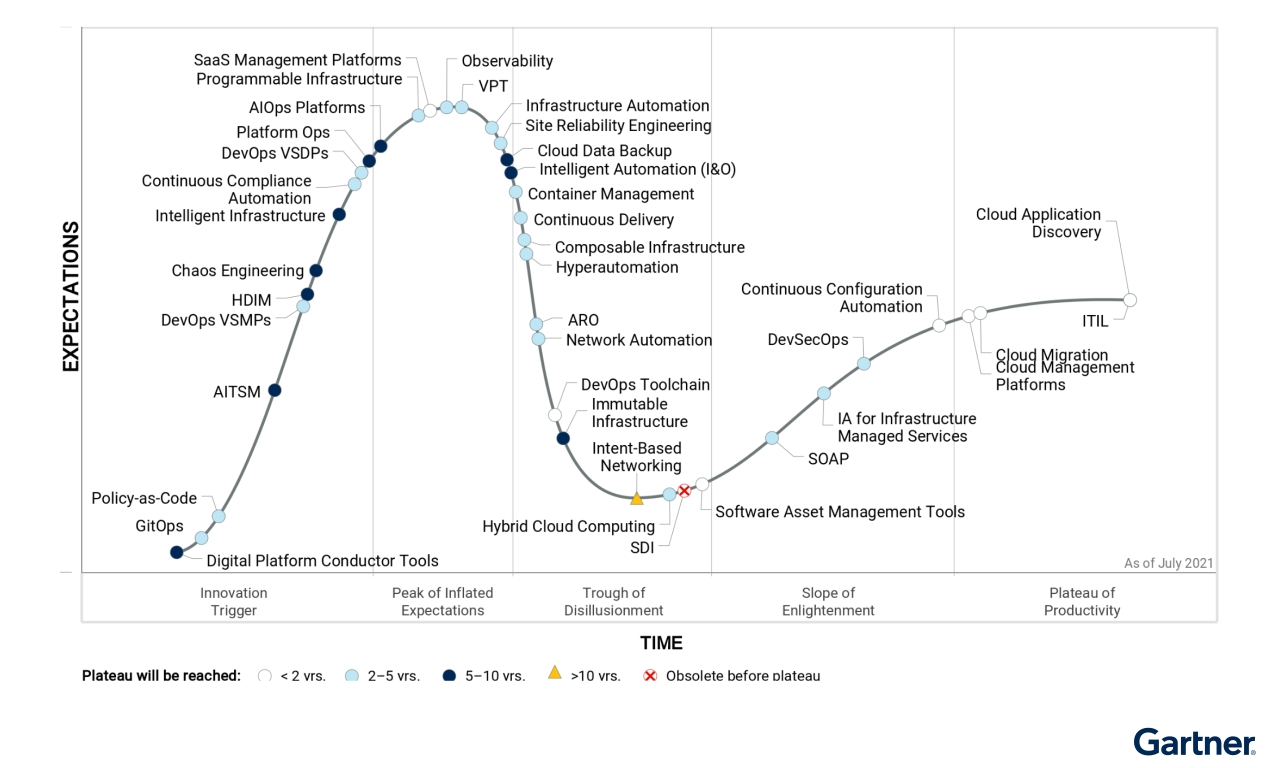 SaaS Management Platforms
Programmable Infrastructure
AIOps Platforms
Platform Ops
DevOps VSDPs
Continuous Compliance
Automation
Intelligent Infrastructure
Chaos Engineering
HDIM
DevOps VSMPs
AITSM
Policy-as-Code
GitOps
Digital Platform Conductor Tools
Observability
VPT
Infrastructure Automation
Site Reliability Engineering
Cloud Data Backup
Intelligent Automation (I&O)
Container Management
Continuous Delivery
Composable Infrastructure
Hyperautomation
ARO
Network Automation
DevOps Toolchain
Immutable
Infrastructure
Intent-Based
Networking
Hybrid Cloud Computing
SDI
Software Asset Management Tools
SOAP
IA for Infrastructure
Managed Services
DevSecOps
Continuous Configuration
Automation
Cloud Migration
Cloud Management
Platforms
Cloud Application
Discovery
ITIL
As of July 2021
EXPECTATIONS
Innovation
Trigger
Peak of Inflated
Expectations
Trough of
Disillusionment
Slope of
Enlightenment
Plateau of
Productivity
TIME
Plateau will be reached: < 2 yrs. 2–5 yrs. 5–10 yrs. >10 yrs. Obsolete before plateau
Gartner®